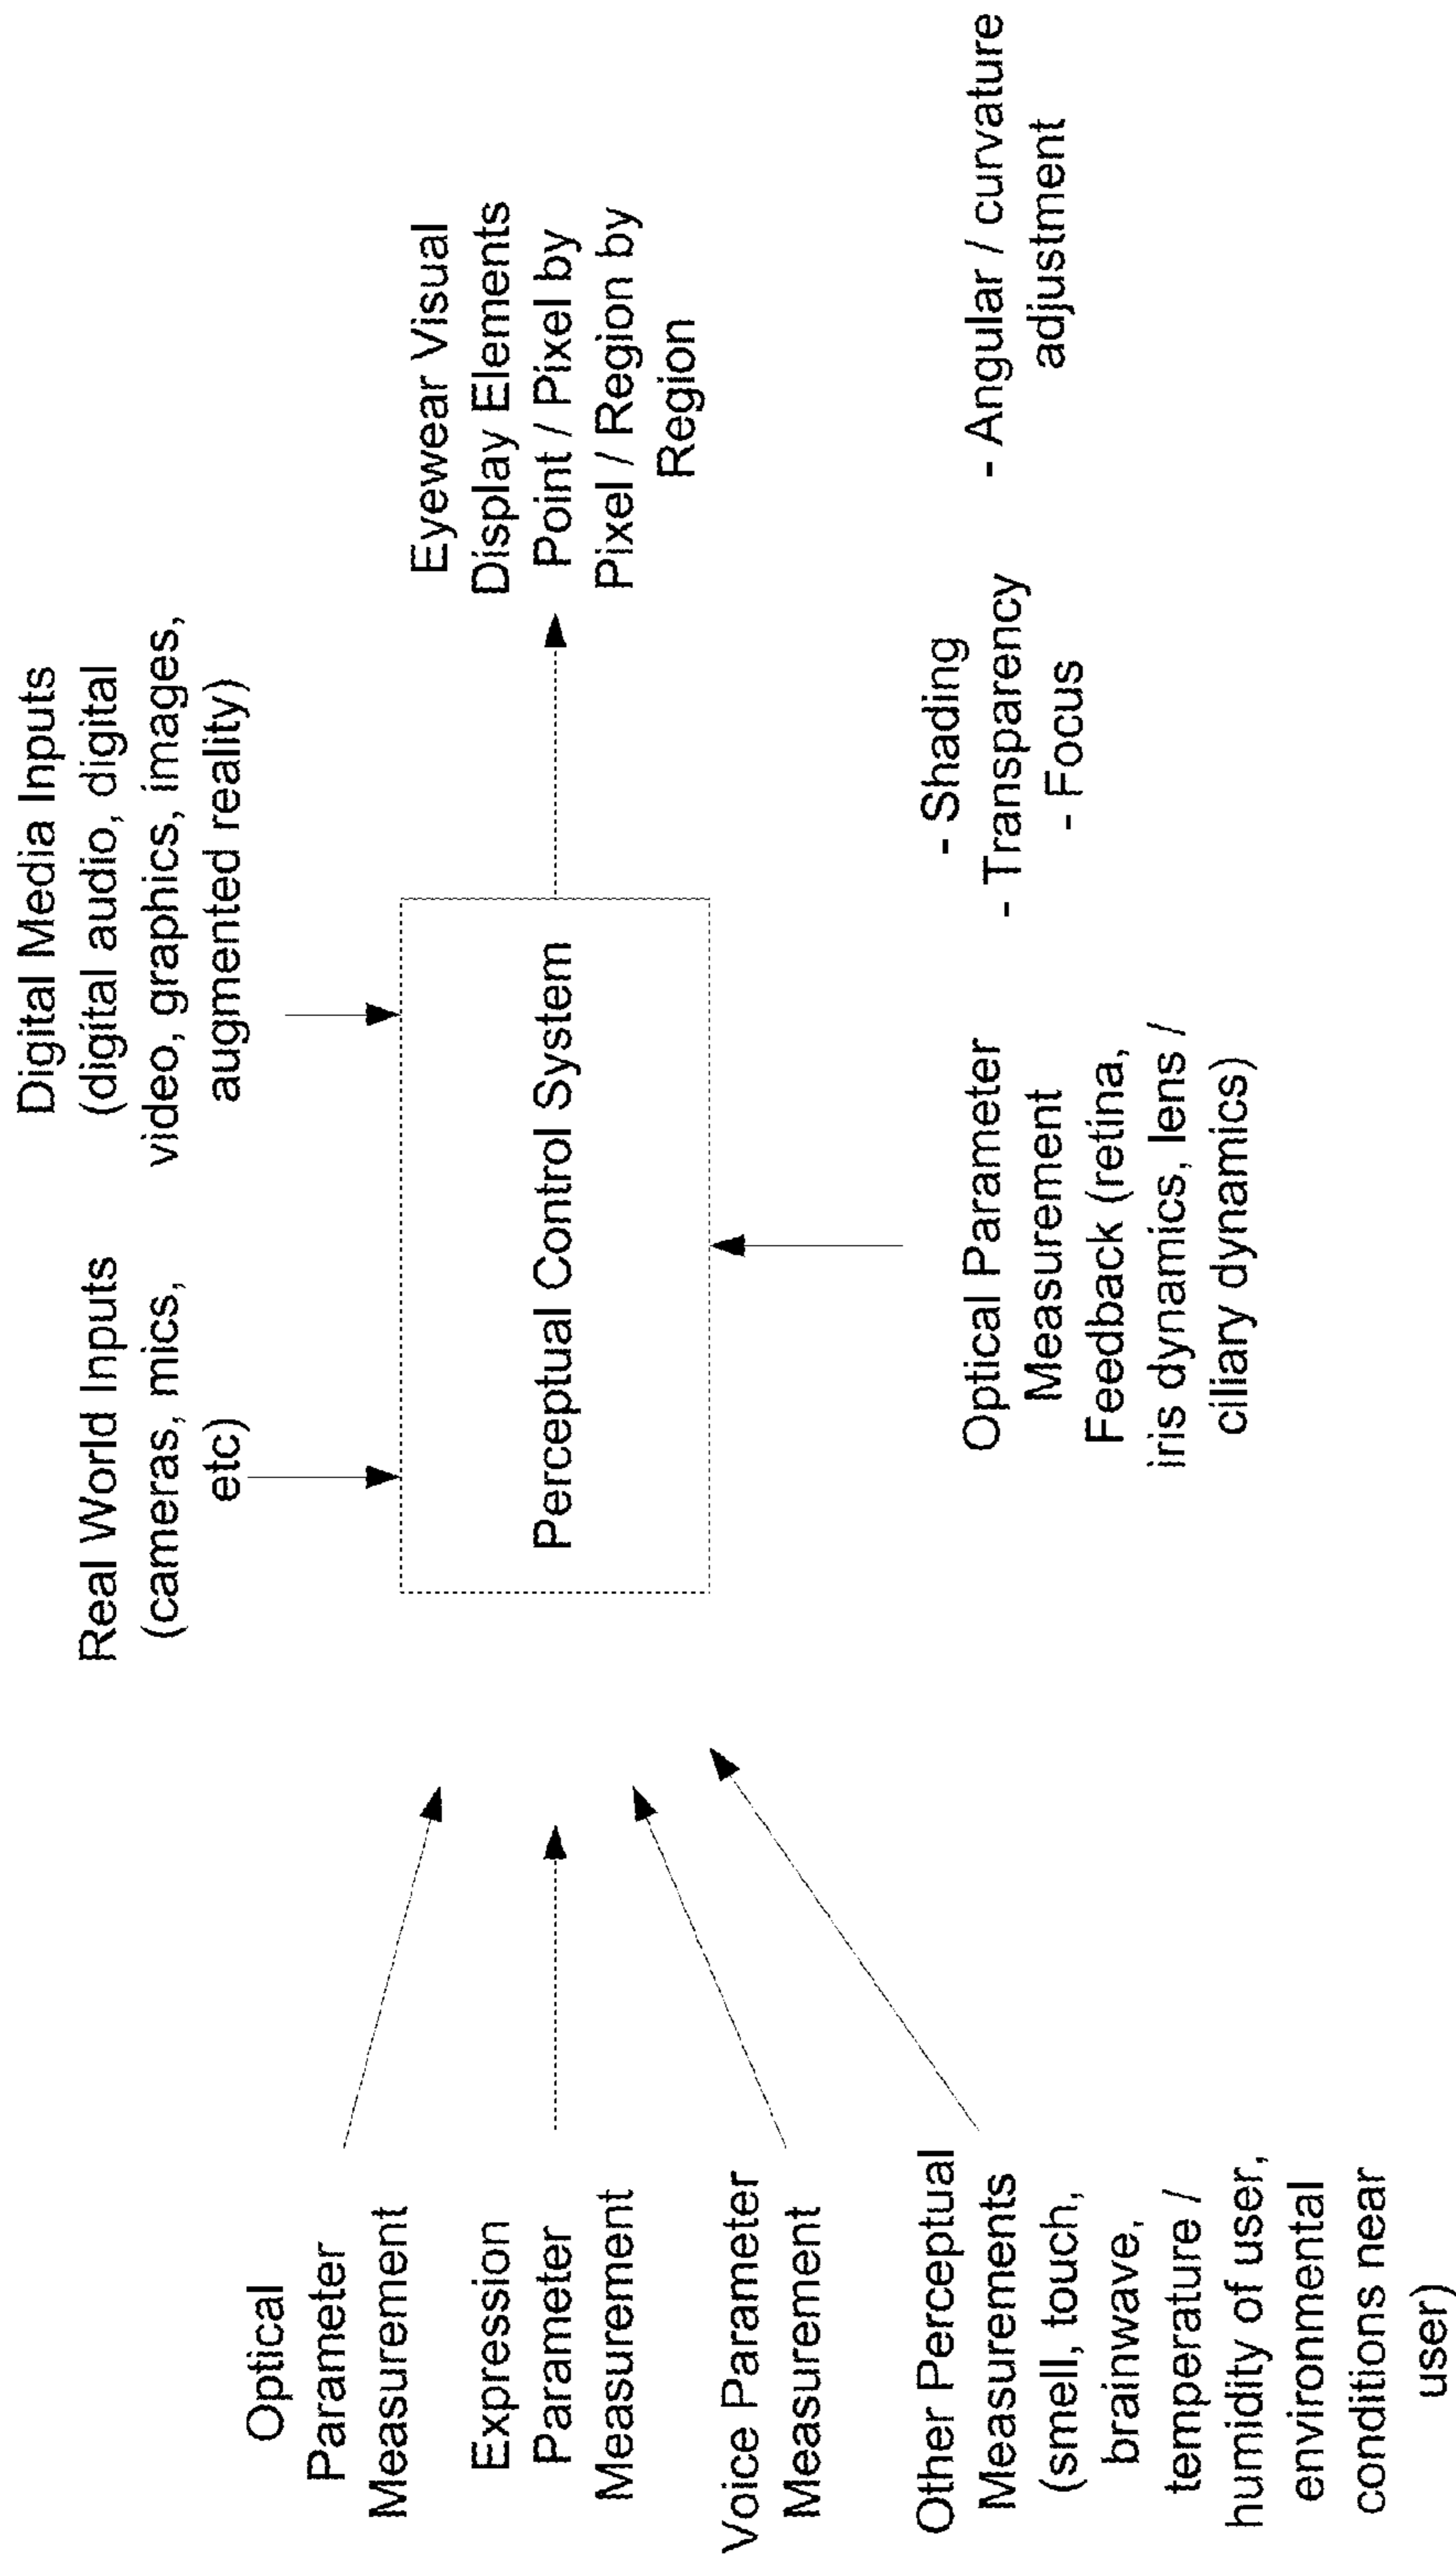 Real World Inputs
(cameras, mics,
etc)
Digital Media Inputs
(digital audio, digital
video, graphics, images,
augmented reality)
Optical
Parameter
Measurement
Expression
Parameter
Measurement
Voice Parameter
Measurement
Other Perceptual
Measurements
(smell, touch,
brainwave,
temperature /
humidity of user,
environmental
conditions near
user)
Perceptual Control System
Eyewear Visual
Display Elements
Point / Pixel by
Pixel / Region by
Region
Optical Parameter
Measurement
Feedback (retina,
iris dynamics, lens /
ciliary dynamics)
- Shading
- Transparency
- Focus
- Angular / curvature
adjustment